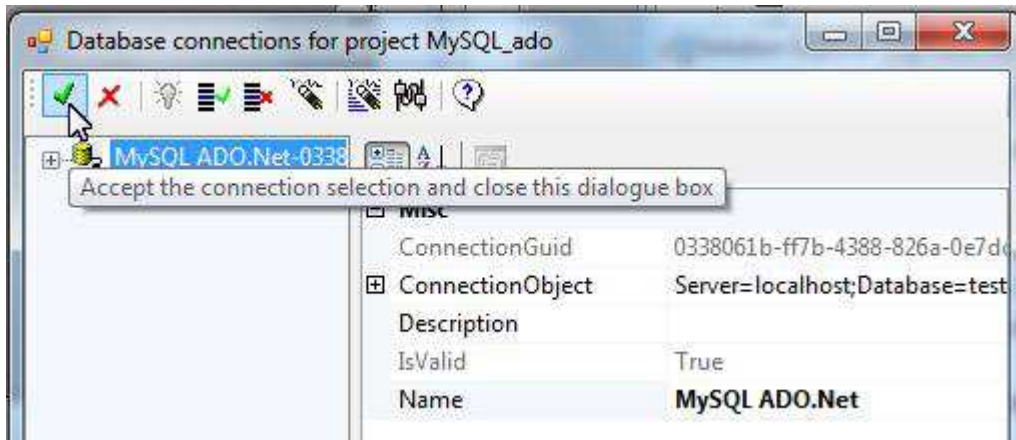 Database connections for project MySQL_ado
MySQL ADO.Net-0338
Accept the connection selection and close this dialogue box
Misc
ConnectionGuid 0338061b-ff7b-4388-826a-0e7dc
ConnectionObject Server=localhost;Database=test
Description
IsValid True
Name MySQL ADO.Net